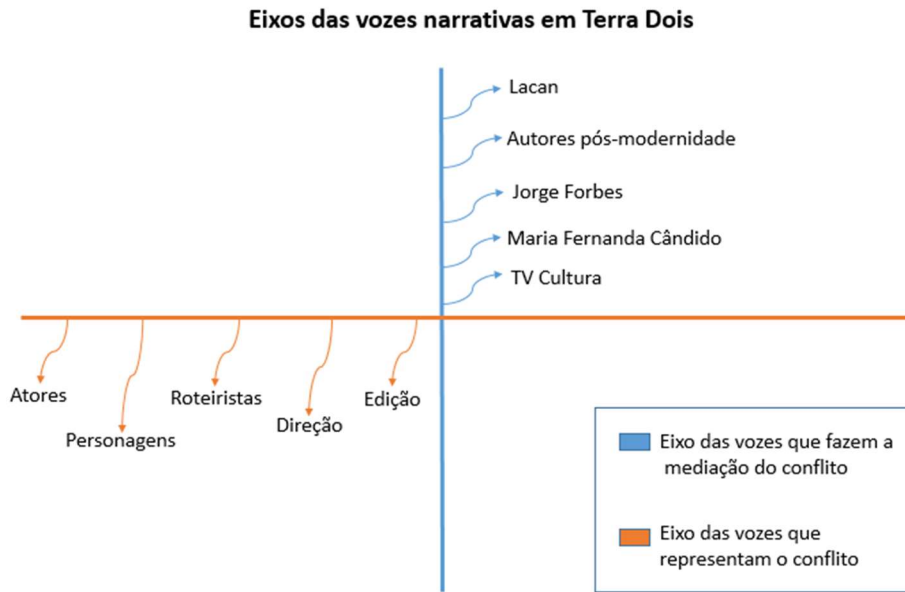 Eixos das vozes narrativas em Terra Dois
Lacan
Autores pós-modernidade
Jorge Forbes
Maria Fernanda Cândido
TV Cultura
Atores
Personagens
Roteiristas
Direção
Edição
Eixo das vozes que fazem a
mediação do conflito
Eixo das vozes que
representam o conflito